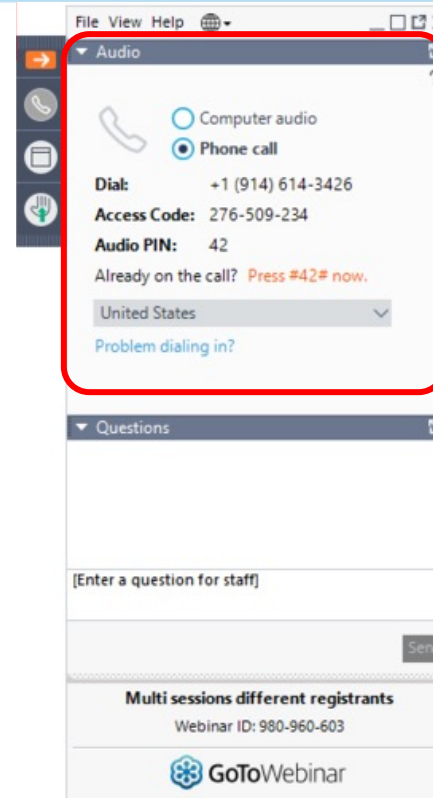 File View Help
Audio
Computer audio
Phone call
Dial: +1 (914) 614-3426
Access Code: 276-509-234
Audio PIN: 42
Already on the call? Press #42# now.
United States
Problem dialing in?
Questions
[Enter a question for staff]
Multi sessions different registrants
Webinar ID: 980-960-603
GoToWebinar